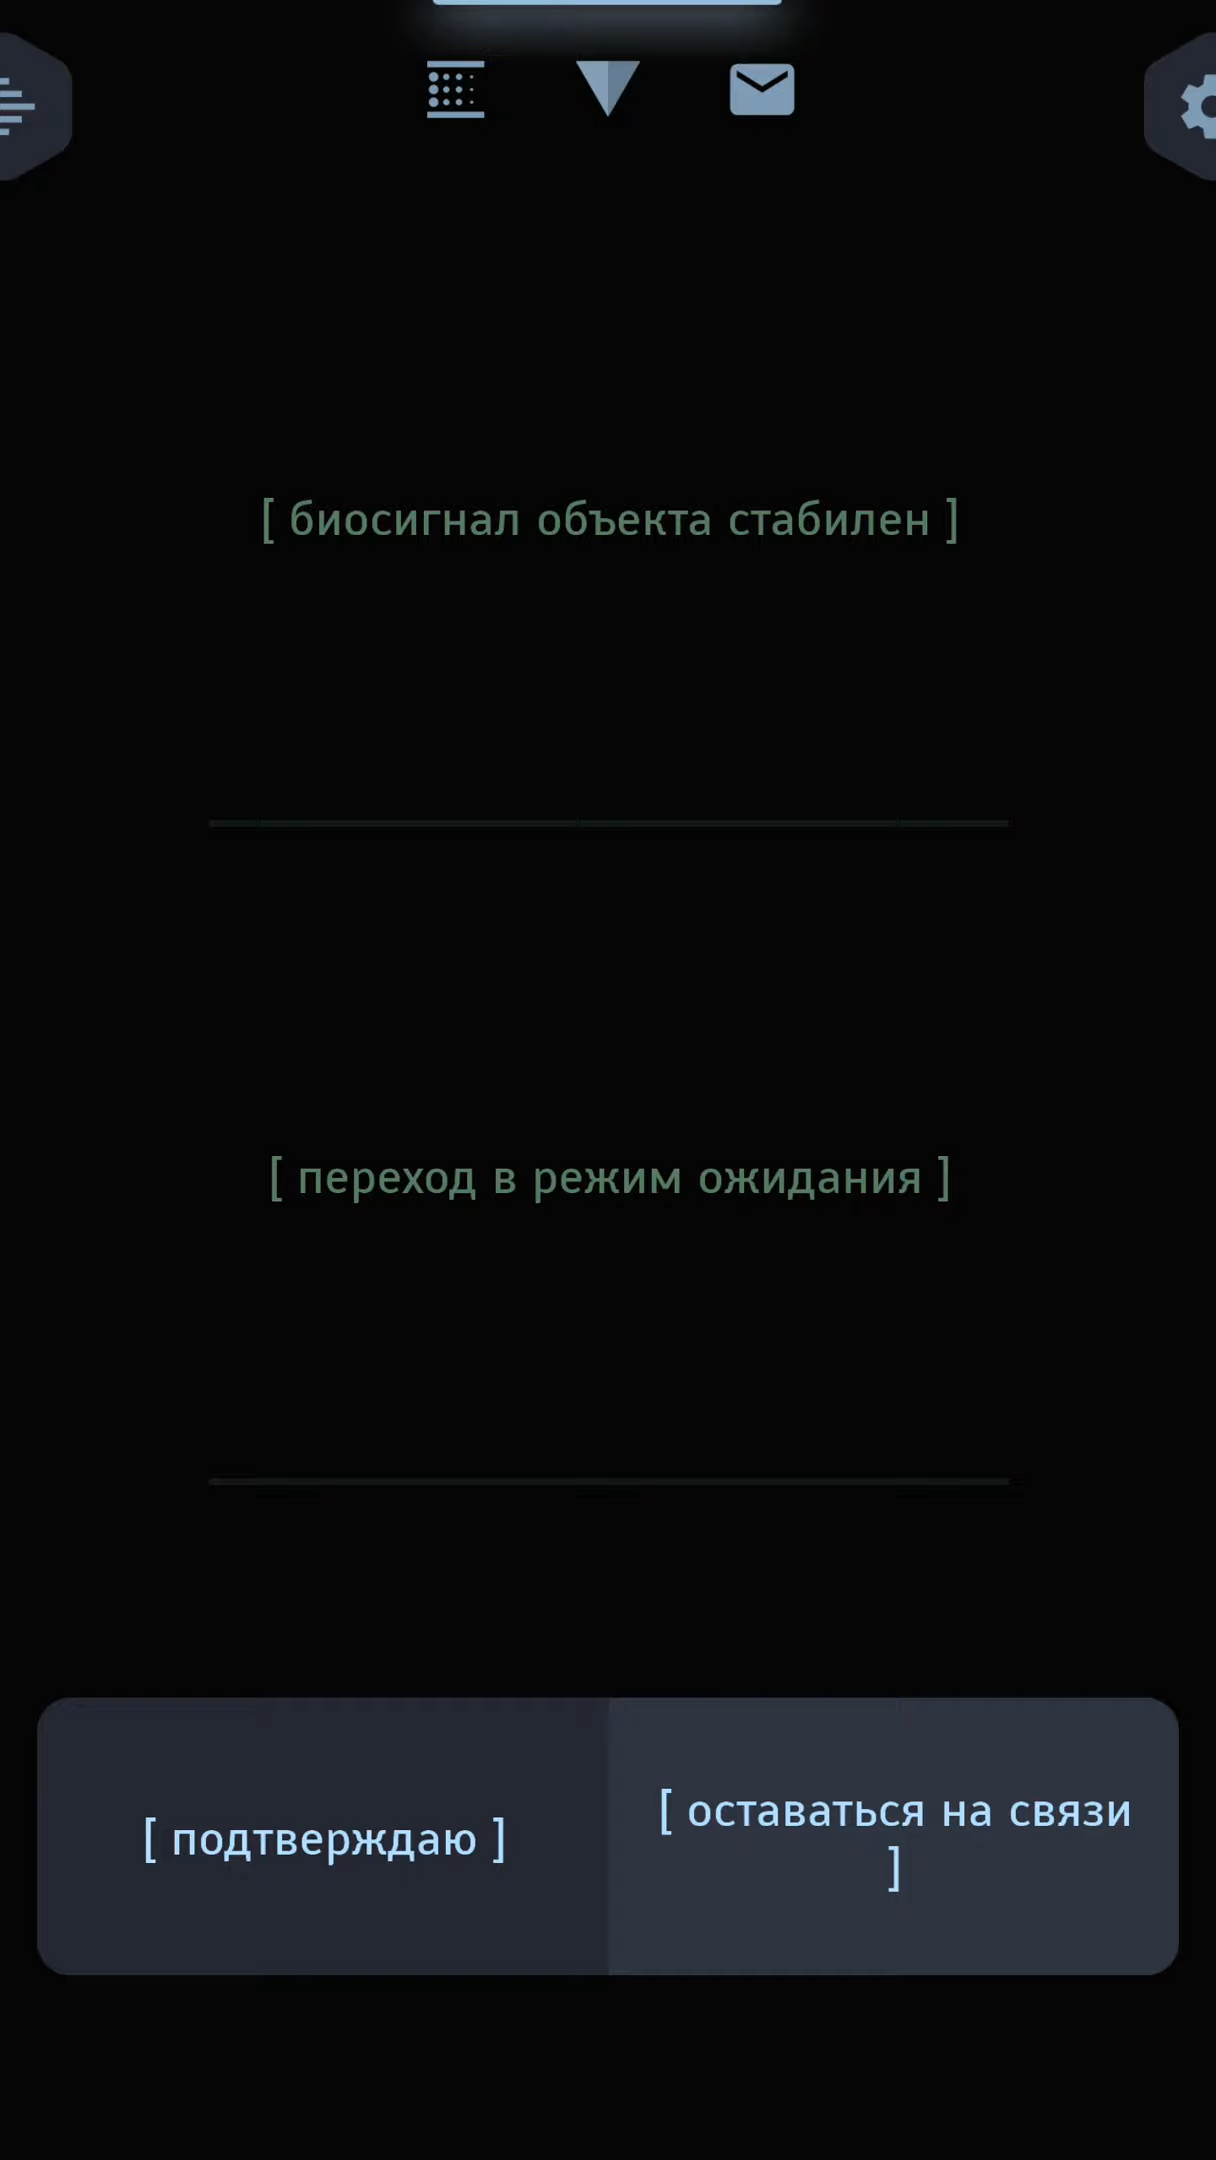 [ биосигнал объекта стабилен ]
[ переход в режим ожидания ]
[ подтверждаю ]
[ оставаться на связи
]